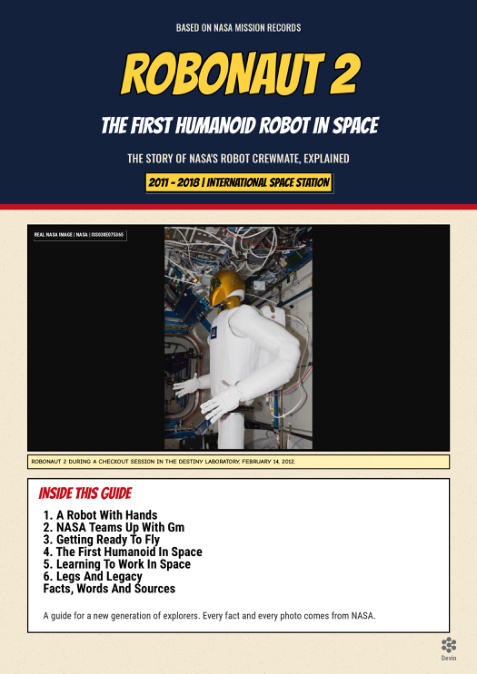 BASED ON NASA MISSION RECORDS
ROBONAUT 2
THE FIRST HUMANOID ROBOT IN SPACE
THE STORY OF NASA'S ROBOT CREWMATE, EXPLAINED
2011 - 2018 | INTERNATIONAL SPACE STATION
REAL NASA IMAGE | NASA | ISS030E075365
ROBONAUT 2 DURING A CHECKOUT SESSION IN THE DESTINY LABORATORY, FEBRUARY 14, 2012.
INSIDE THIS GUIDE
1. A Robot With Hands
2. NASA Teams Up With Gm
3. Getting Ready To Fly
4. The First Humanoid In Space
5. Learning To Work In Space
6. Legs And Legacy
Facts, Words And Sources
A guide for a new generation of explorers. Every fact and every photo comes from NASA.
Devin